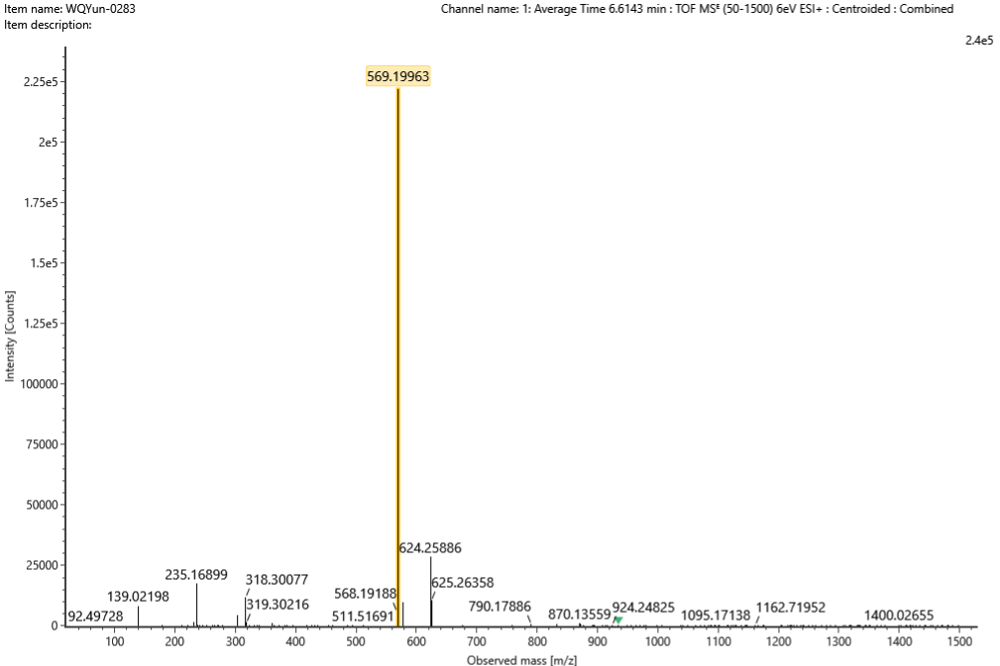 Item name: WQYun-0283
Channel name: 1: Average Time 6.6143 min : TOF MSᴱ (50-1500) 6eV ESI+ : Centroided : Combined
Item description:
2.4e5
569.19963
2.25e5
2e5
1.75e5
1.5e5
1.25e5
100000
75000
50000
25000
0
Intensity [Counts]
624.25886
235.16899
318.30077
568.19188
625.26358
139.02198
319.30216
790.17886
924.24825
1162.71952
92.49728
511.51691
870.13559
1095.17138
1400.02655
100 200 300 400 500 600 700 800 900 1000 1100 1200 1300 1400 1500
Observed mass [m/z]